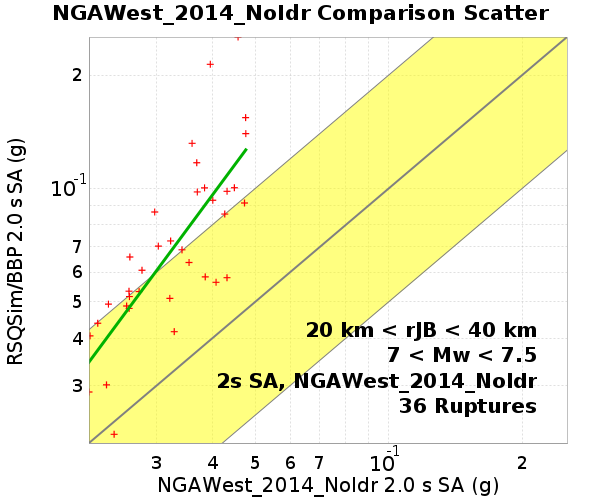 NGAWest_2014_NoIdr Comparison Scatter
RSQSim/BBP 2.0 s SA (g)
2
10⁻¹
7
6
5
4
3
20 km < rJB < 40 km
7 < Mw < 7.5
2s SA, NGAWest_2014_NoIdr
36 Ruptures
3 4 5 6 7 10⁻¹ 2
NGAWest_2014_NoIdr 2.0 s SA (g)